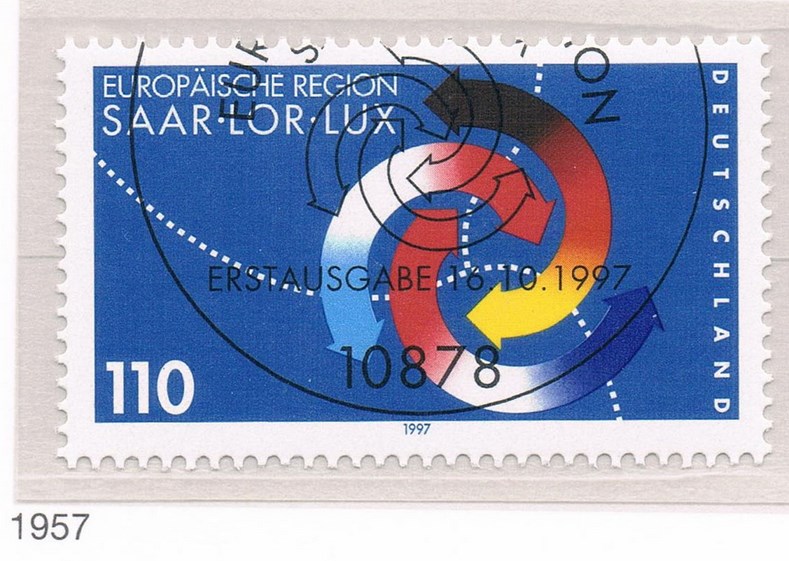 EUROPÄISCHE REGION
SAAR·LOR·LUX
DEUTSCHLAND
ERSTAUSGABE 16.10.1997
10878
110
1997
1957